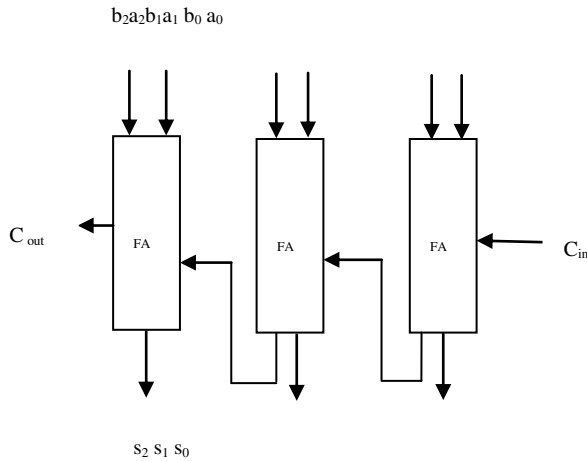 b₂a₂b₁a₁ b₀ a₀
C out
FA
FA
FA
Cᵢₙ
s₂ s₁ s₀